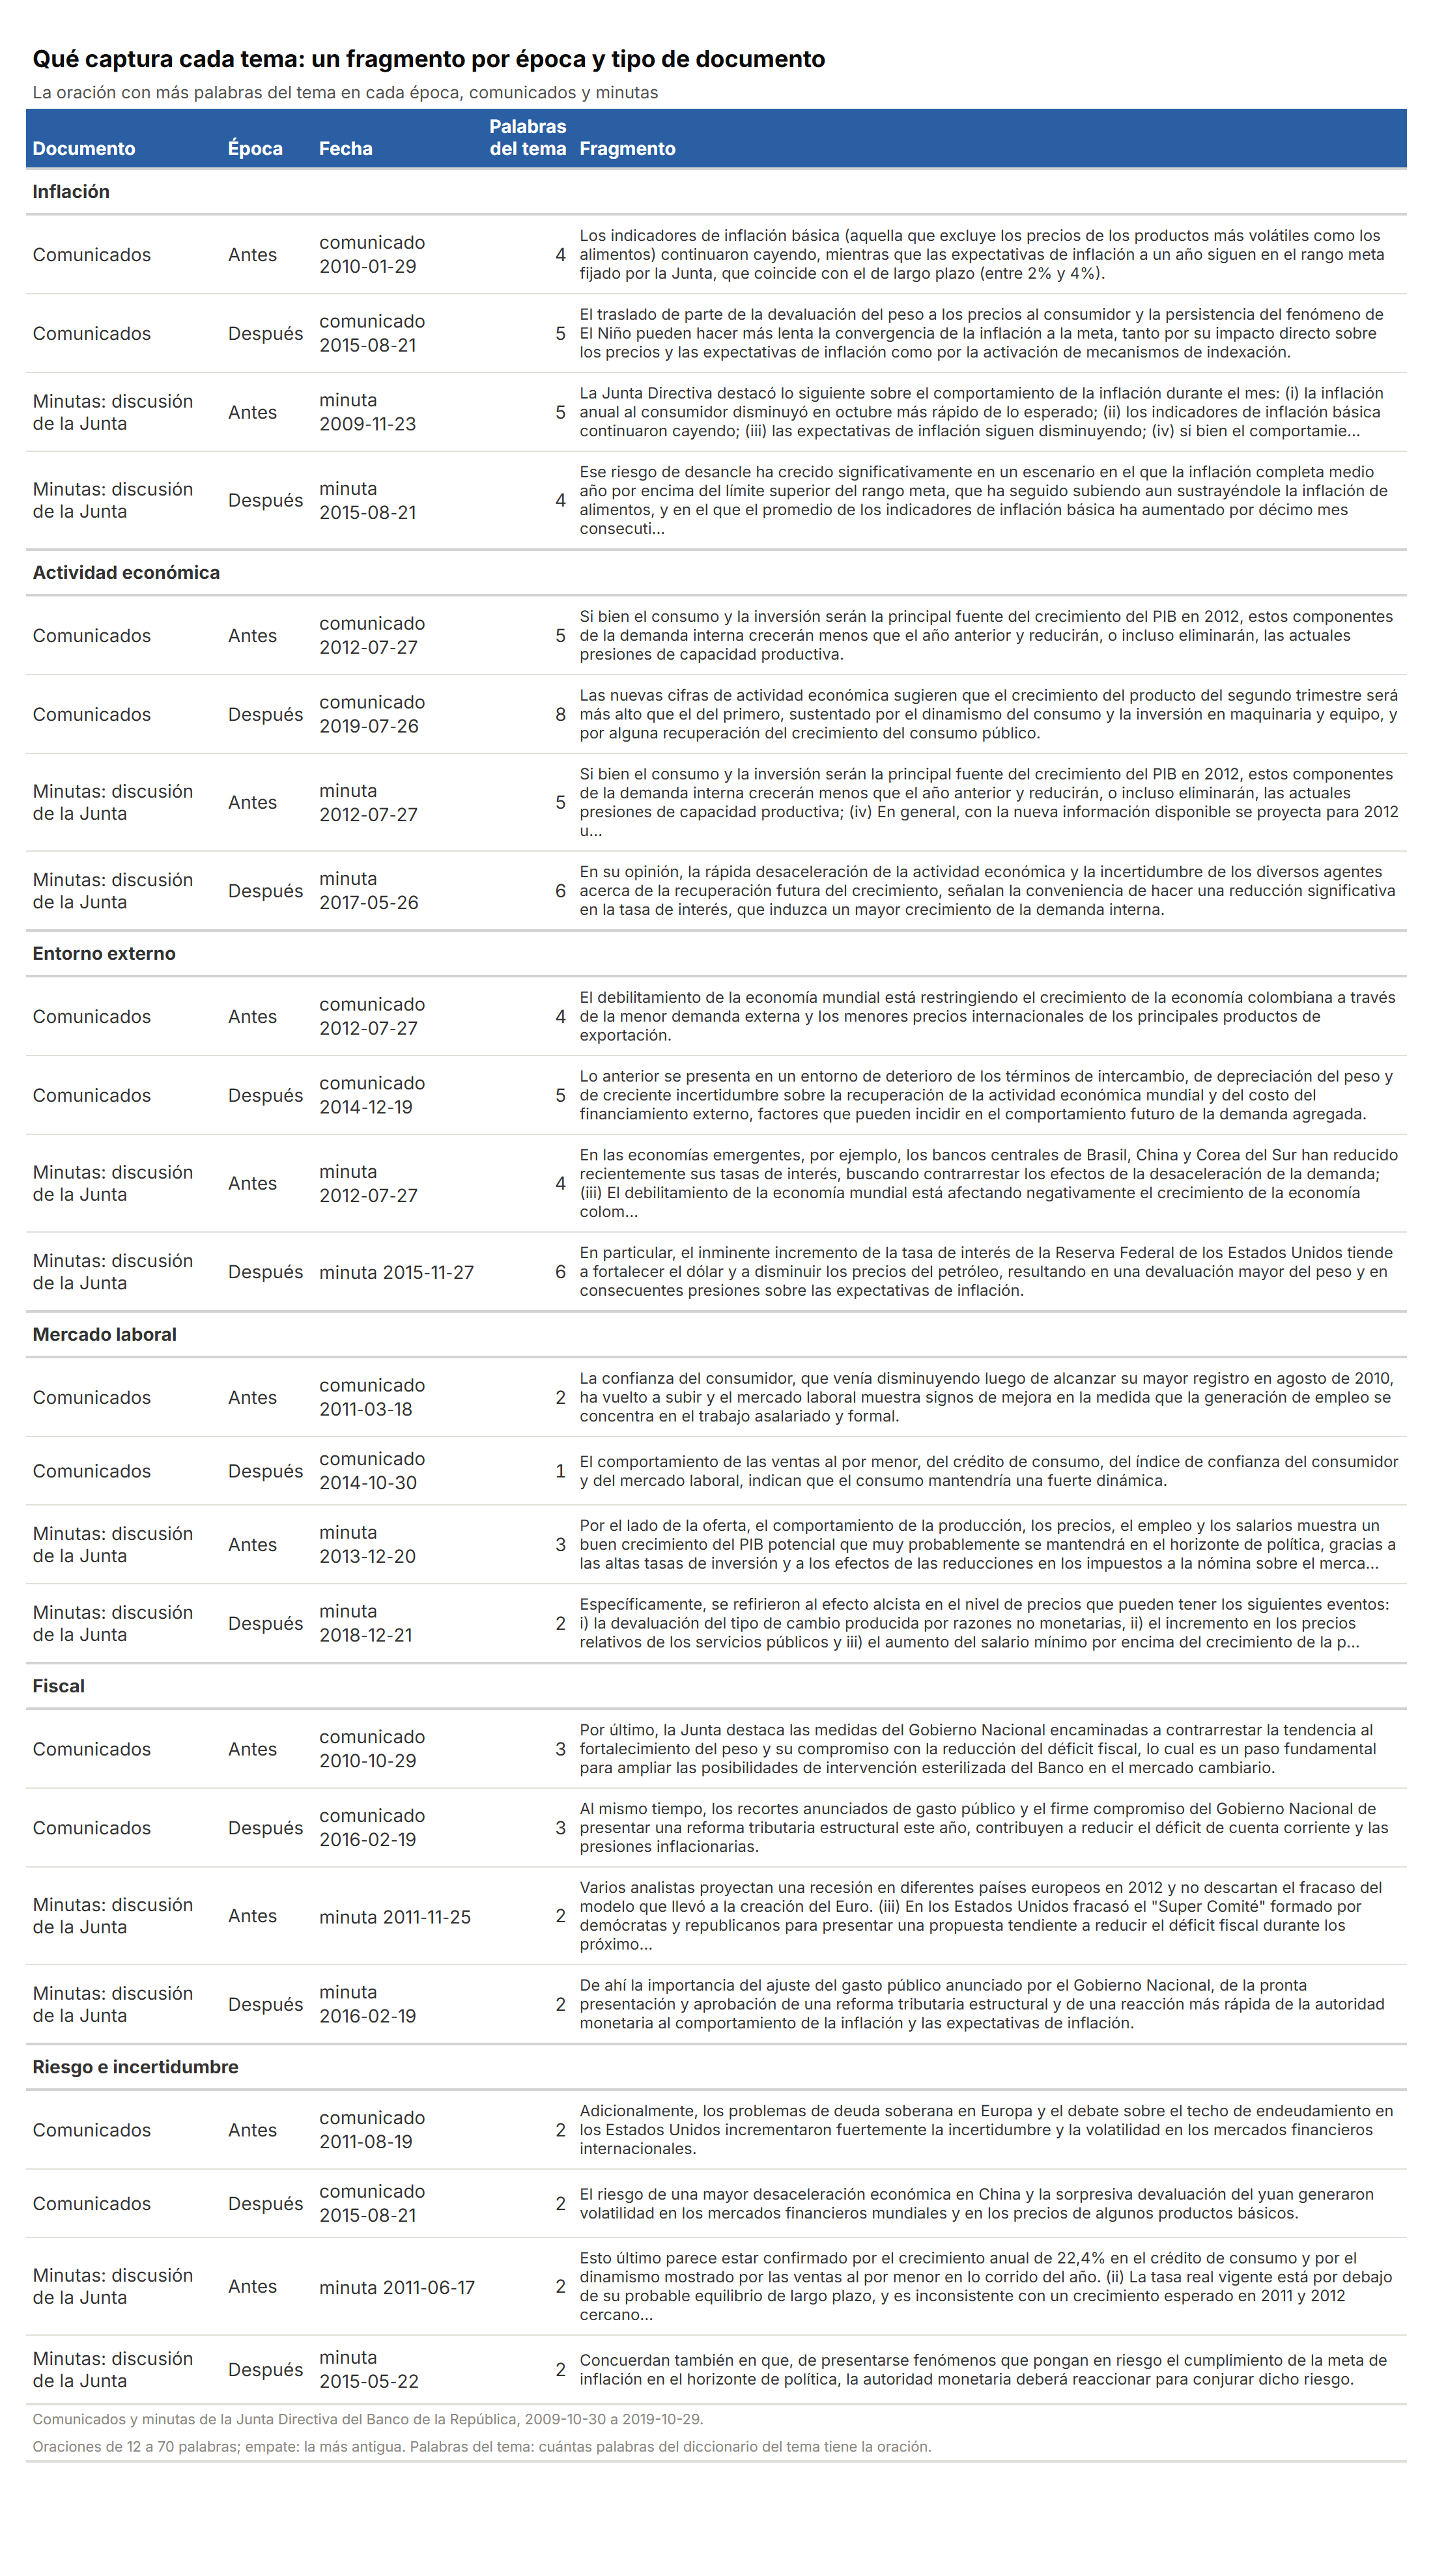 Qué captura cada tema: un fragmento por época y tipo de documento
La oración con más palabras del tema en cada época, comunicados y minutas
Documento Época Fecha Palabras del tema Fragmento
Inflación
Comunicados Antes comunicado 2010-01-29 4
Los indicadores de inflación básica (aquella que excluye los precios de los productos más volátiles como los
alimentos) continuaron cayendo, mientras que las expectativas de inflación a un año siguen en el rango meta
fijado por la Junta, que coincide con el de largo plazo (entre 2% y 4%).
Comunicados Después comunicado 2015-08-21 5
El traslado de parte de la devaluación del peso a los precios al consumidor y la persistencia del fenómeno de
El Niño pueden hacer más lenta la convergencia de la inflación a la meta, tanto por su impacto directo sobre
los precios y las expectativas de inflación como por la activación de mecanismos de indexación.
Minutas: discusión de la Junta Antes minuta 2009-11-23 5
La Junta Directiva destacó lo siguiente sobre el comportamiento de la inflación durante el mes: (i) la inflación
anual al consumidor disminuyó en octubre más rápido de lo esperado; (ii) los indicadores de inflación básica
continuaron cayendo; (iii) las expectativas de inflación siguen disminuyendo; (iv) si bien el comportamie...
Minutas: discusión de la Junta Después minuta 2015-08-21 4
Ese riesgo de desancle ha crecido significativamente en un escenario en el que la inflación completa medio
año por encima del límite superior del rango meta, que ha seguido subiendo aun sustrayéndole la inflación de
alimentos, y en el que el promedio de los indicadores de inflación básica ha aumentado por décimo mes
consecuti...
Actividad económica
Comunicados Antes comunicado 2012-07-27 5
Si bien el consumo y la inversión serán la principal fuente del crecimiento del PIB en 2012, estos componentes
de la demanda interna crecerán menos que el año anterior y reducirán, o incluso eliminarán, las actuales
presiones de capacidad productiva.
Comunicados Después comunicado 2019-07-26 8
Las nuevas cifras de actividad económica sugieren que el crecimiento del producto del segundo trimestre será
más alto que el del primero, sustentado por el dinamismo del consumo y la inversión en maquinaria y equipo, y
por alguna recuperación del crecimiento del consumo público.
Minutas: discusión de la Junta Antes minuta 2012-07-27 5
Si bien el consumo y la inversión serán la principal fuente del crecimiento del PIB en 2012, estos componentes
de la demanda interna crecerán menos que el año anterior y reducirán, o incluso eliminarán, las actuales
presiones de capacidad productiva; (iv) En general, con la nueva información disponible se proyecta para 2012
u...
Minutas: discusión de la Junta Después minuta 2017-05-26 6
En su opinión, la rápida desaceleración de la actividad económica y la incertidumbre de los diversos agentes
acerca de la recuperación futura del crecimiento, señalan la conveniencia de hacer una reducción significativa
en la tasa de interés, que induzca un mayor crecimiento de la demanda interna.
Entorno externo
Comunicados Antes comunicado 2012-07-27 4
El debilitamiento de la economía mundial está restringiendo el crecimiento de la economía colombiana a través
de la menor demanda externa y los menores precios internacionales de los principales productos de
exportación.
Comunicados Después comunicado 2014-12-19 5
Lo anterior se presenta en un entorno de deterioro de los términos de intercambio, de depreciación del peso y
de creciente incertidumbre sobre la recuperación de la actividad económica mundial y del costo del
financiamiento externo, factores que pueden incidir en el comportamiento futuro de la demanda agregada.
Minutas: discusión de la Junta Antes minuta 2012-07-27 4
En las economías emergentes, por ejemplo, los bancos centrales de Brasil, China y Corea del Sur han reducido
recientemente sus tasas de interés, buscando contrarrestar los efectos de la desaceleración de la demanda;
(iii) El debilitamiento de la economía mundial está afectando negativamente el crecimiento de la economía
colom...
Minutas: discusión de la Junta Después minuta 2015-11-27 6
En particular, el inminente incremento de la tasa de interés de la Reserva Federal de los Estados Unidos tiende
a fortalecer el dólar y a disminuir los precios del petróleo, resultando en una devaluación mayor del peso y en
consecuentes presiones sobre las expectativas de inflación.
Mercado laboral
Comunicados Antes comunicado 2011-03-18 2
La confianza del consumidor, que venía disminuyendo luego de alcanzar su mayor registro en agosto de 2010,
ha vuelto a subir y el mercado laboral muestra signos de mejora en la medida que la generación de empleo se
concentra en el trabajo asalariado y formal.
Comunicados Después comunicado 2014-10-30 1
El comportamiento de las ventas al por menor, del crédito de consumo, del índice de confianza del consumidor
y del mercado laboral, indican que el consumo mantendría una fuerte dinámica.
Minutas: discusión de la Junta Antes minuta 2013-12-20 3
Por el lado de la oferta, el comportamiento de la producción, los precios, el empleo y los salarios muestra un
buen crecimiento del PIB potencial que muy probablemente se mantendrá en el horizonte de política, gracias a
las altas tasas de inversión y a los efectos de las reducciones en los impuestos a la nómina sobre el merca...
Minutas: discusión de la Junta Después minuta 2018-12-21 2
Específicamente, se refirieron al efecto alcista en el nivel de precios que pueden tener los siguientes eventos:
i) la devaluación del tipo de cambio producida por razones no monetarias, ii) el incremento en los precios
relativos de los servicios públicos y iii) el aumento del salario mínimo por encima del crecimiento de la p...
Fiscal
Comunicados Antes comunicado 2010-10-29 3
Por último, la Junta destaca las medidas del Gobierno Nacional encaminadas a contrarrestar la tendencia al
fortalecimiento del peso y su compromiso con la reducción del déficit fiscal, lo cual es un paso fundamental
para ampliar las posibilidades de intervención esterilizada del Banco en el mercado cambiario.
Comunicados Después comunicado 2016-02-19 3
Al mismo tiempo, los recortes anunciados de gasto público y el firme compromiso del Gobierno Nacional de
presentar una reforma tributaria estructural este año, contribuyen a reducir el déficit de cuenta corriente y las
presiones inflacionarias.
Minutas: discusión de la Junta Antes minuta 2011-11-25 2
Varios analistas proyectan una recesión en diferentes países europeos en 2012 y no descartan el fracaso del
modelo que llevó a la creación del Euro. (iii) En los Estados Unidos fracasó el "Super Comité" formado por
demócratas y republicanos para presentar una propuesta tendiente a reducir el déficit fiscal durante los
próximo...
Minutas: discusión de la Junta Después minuta 2016-02-19 2
De ahí la importancia del ajuste del gasto público anunciado por el Gobierno Nacional, de la pronta
presentación y aprobación de una reforma tributaria estructural y de una reacción más rápida de la autoridad
monetaria al comportamiento de la inflación y las expectativas de inflación.
Riesgo e incertidumbre
Comunicados Antes comunicado 2011-08-19 2
Adicionalmente, los problemas de deuda soberana en Europa y el debate sobre el techo de endeudamiento en
los Estados Unidos incrementaron fuertemente la incertidumbre y la volatilidad en los mercados financieros
internacionales.
Comunicados Después comunicado 2015-08-21 2
El riesgo de una mayor desaceleración económica en China y la sorpresiva devaluación del yuan generaron
volatilidad en los mercados financieros mundiales y en los precios de algunos productos básicos.
Minutas: discusión de la Junta Antes minuta 2011-06-17 2
Esto último parece estar confirmado por el crecimiento anual de 22,4% en el crédito de consumo y por el
dinamismo mostrado por las ventas al por menor en lo corrido del año. (ii) La tasa real vigente está por debajo
de su probable equilibrio de largo plazo, y es inconsistente con un crecimiento esperado en 2011 y 2012
cercano...
Minutas: discusión de la Junta Después minuta 2015-05-22 2
Concuerdan también en que, de presentarse fenómenos que pongan en riesgo el cumplimiento de la meta de
inflación en el horizonte de política, la autoridad monetaria deberá reaccionar para conjurar dicho riesgo.
Comunicados y minutas de la Junta Directiva del Banco de la República, 2009-10-30 a 2019-10-29.
Oraciones de 12 a 70 palabras; empate: la más antigua. Palabras del tema: cuántas palabras del diccionario del tema tiene la oración.